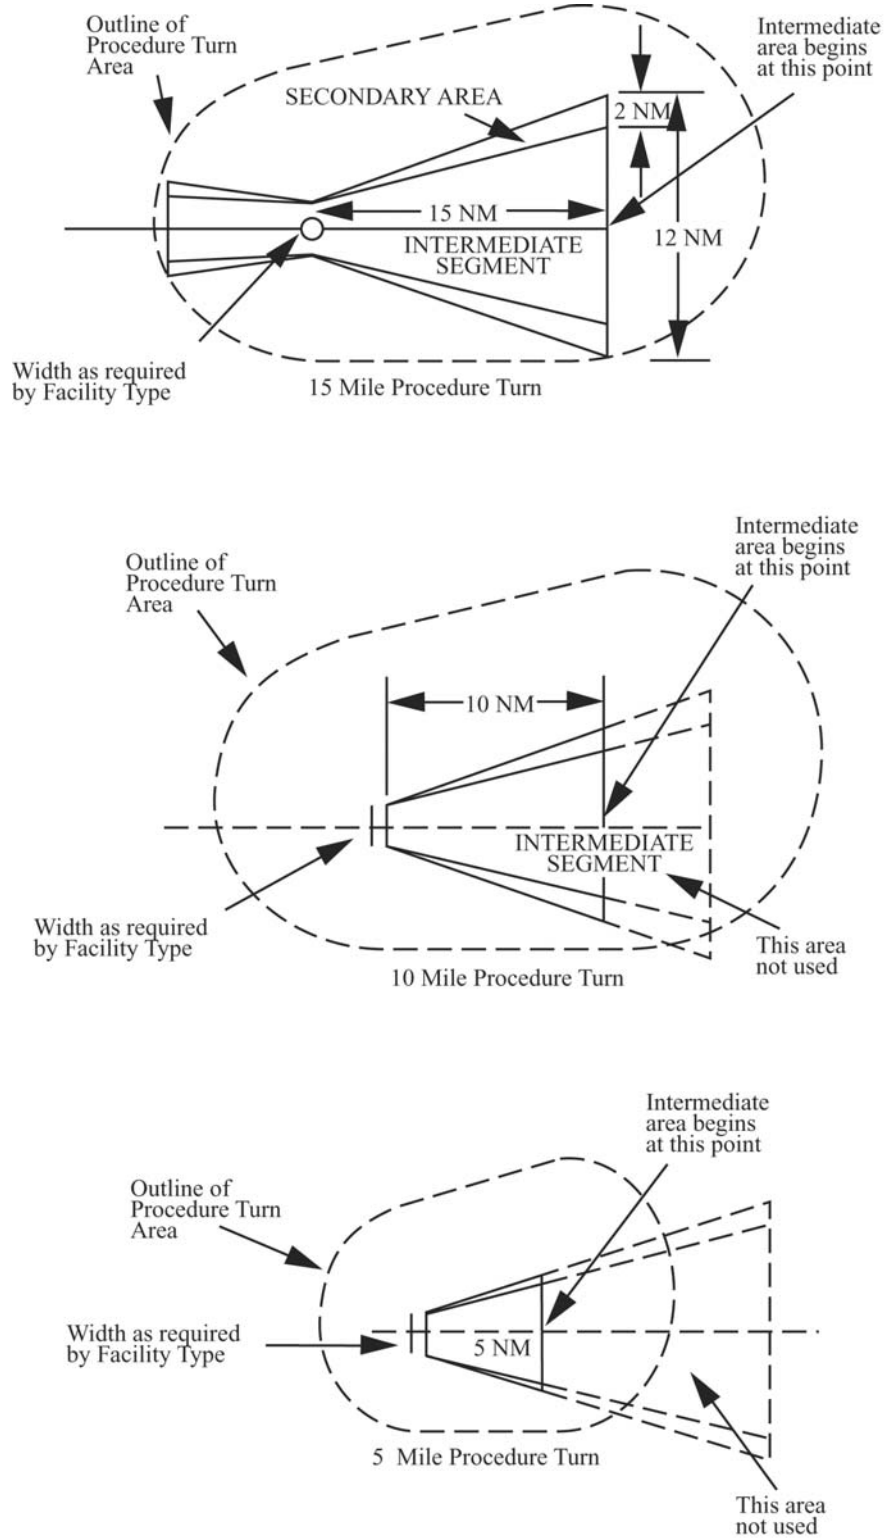 Outline of
Procedure Turn
Area
Intermediate
area begins
at this point
SECONDARY AREA
2 NM
15 NM
12 NM
INTERMEDIATE
SEGMENT
Width as required
by Facility Type
15 Mile Procedure Turn
Intermediate
area begins
at this point
Outline of
Procedure Turn
Area
10 NM
INTERMEDIATE
SEGMENT
Width as required
by Facility Type
This area
not used
10 Mile Procedure Turn
Intermediate
area begins
at this point
Outline of
Procedure Turn
Area
Width as required
by Facility Type
5 NM
5 Mile Procedure Turn
This area
not used